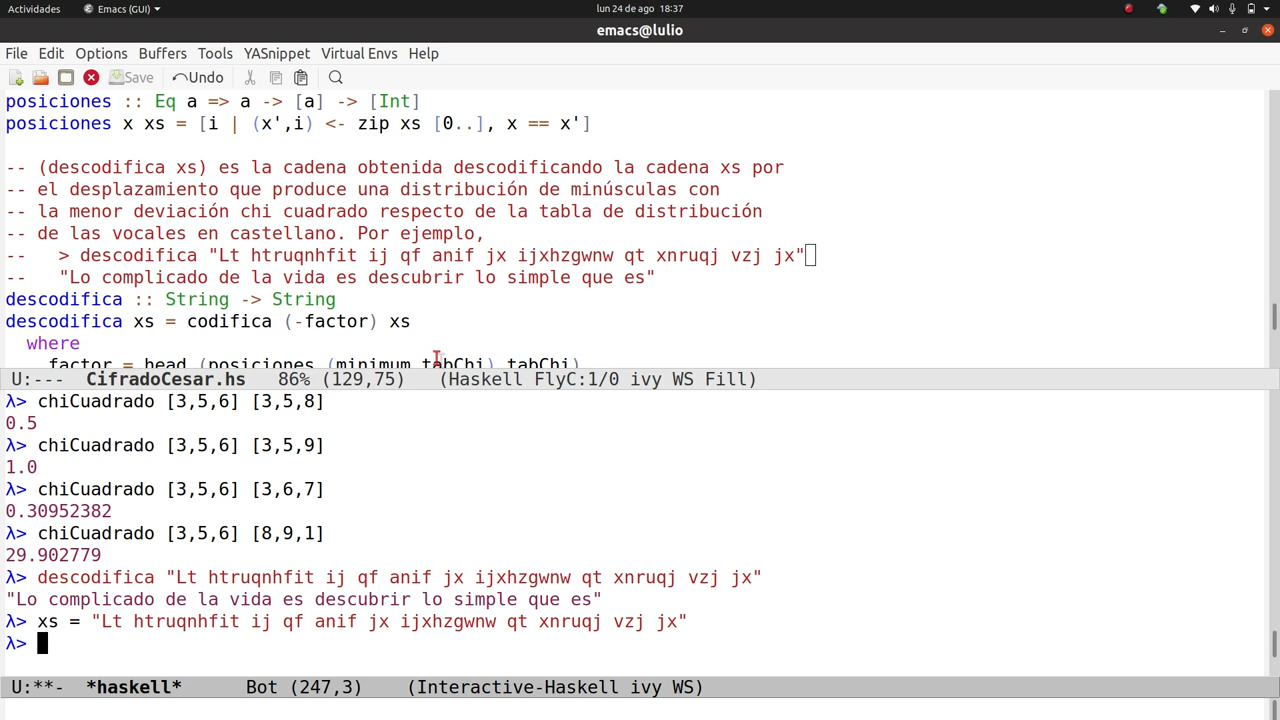 Actividades Emacs (GUI) lun 24 de ago 18:37
emacs@lulio
File Edit Options Buffers Tools YASnippet Virtual Envs Help
Save Undo
posiciones :: Eq a => a -> [a] -> [Int]
posiciones x xs = [i | (x',i) <- zip xs [0..], x == x']
-- (descodifica xs) es la cadena obtenida descodificando la cadena xs por
-- el desplazamiento que produce una distribución de minúsculas con
-- la menor deviación chi cuadrado respecto de la tabla de distribución
-- de las vocales en castellano. Por ejemplo,
--   > descodifica "Lt htruqnhfit ij qf anif jx ijxhzgwnw qt xnruqj vzj jx"
--   "Lo complicado de la vida es descubrir lo simple que es"
descodifica :: String -> String
descodifica xs = codifica (-factor) xs
  where
    factor = head (posiciones (minimum tabChi) tabChi)
U:--- CifradoCesar.hs 86% (129,75) (Haskell FlyC:1/0 ivy WS Fill)
λ> chiCuadrado [3,5,6] [3,5,8]
0.5
λ> chiCuadrado [3,5,6] [3,5,9]
1.0
λ> chiCuadrado [3,5,6] [3,6,7]
0.30952382
λ> chiCuadrado [3,5,6] [8,9,1]
29.902779
λ> descodifica "Lt htruqnhfit ij qf anif jx ijxhzgwnw qt xnruqj vzj jx"
"Lo complicado de la vida es descubrir lo simple que es"
λ> xs = "Lt htruqnhfit ij qf anif jx ijxhzgwnw qt xnruqj vzj jx"
λ>
U:**- *haskell* Bot (247,3) (Interactive-Haskell ivy WS)